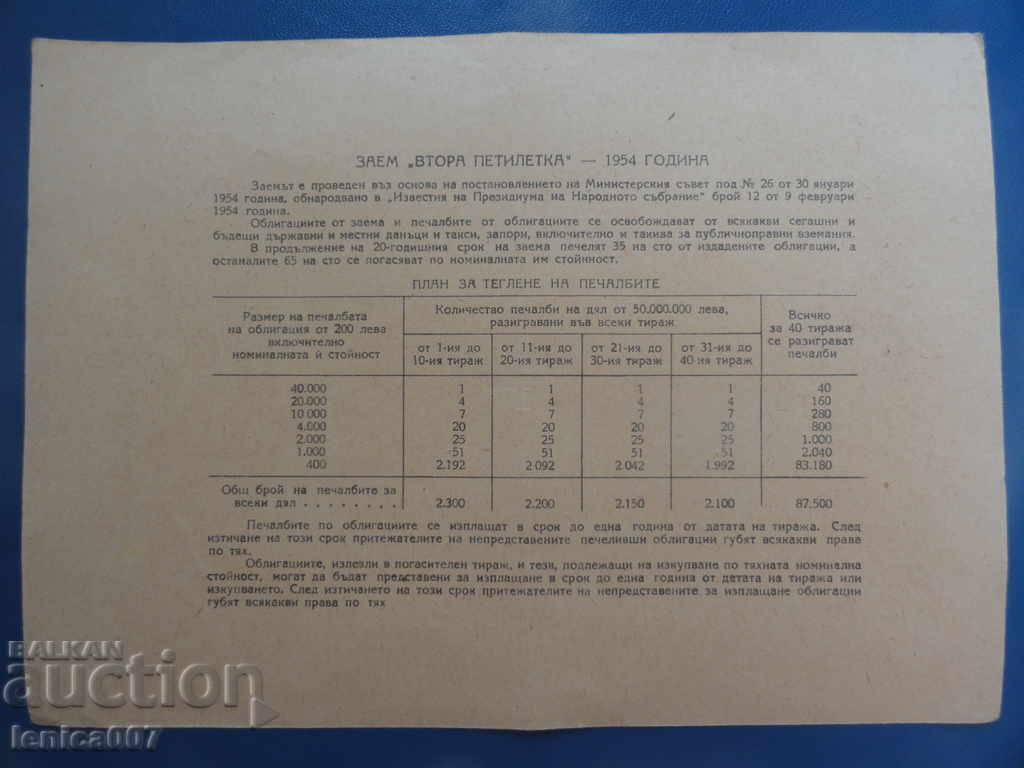 ЗАЕМ „ВТОРА ПЕТИЛЕТКА" — 1954 ГОДИНА
Заемът е проведен въз основа на постановлението на Министерския съвет под № 26 от 30 януари
1954 година, обнародвано в „Известия на Президиума на Народното събрание" брой 12 от 9 февруари
1954 година.
Облигациите от заема и печалбите от облигациите се освобождават от всякакви сегашни и
бъдещи държавни и местни данъци и такси, запори, включително и такива за публичноправни вземания.
В продължение на 20-годишния срок на заема печелят 35 на сто от издадените облигации, а
останалите 65 на сто се погасяват по номиналната им стойност.
ПЛАН ЗА ТЕГЛЕНЕ НА ПЕЧАЛБИТЕ
Размер на печалбата
на облигация от 200 лева
включително
номиналната ѝ стойност
Количество печалби на дял от 50.000.000 лева,
разигравани във всеки тираж
Всичко
за 40 тиража
се разиграват
печалби
от 1-ия до
10-ия тираж
от 11-ия до
20-ия тираж
от 21-ия до
30-ия тираж
от 31-ия до
40-ия тираж
40.000 1 1 1 1 40
20.000 4 4 4 4 160
10.000 7 7 7 7 280
4.000 20 20 20 20 800
2.000 25 25 25 25 1.000
1.000 51 51 51 51 2.040
400 2.192 2 092 2.042 1.992 83.180
Общ брой на печалбите за
всеки дял . . . . . . . . 2.300 2.200 2.150 2.100 87.500
Печалбите по облигациите се изплащат в срок до една година от датата на тиража. След
изтичане на този срок притежателите на непредставените печеливши облигации губят всякакви права
по тях.
Облигациите, излезли в погасителен тираж, и тези, подлежащи на изкупване по тяхната номинална
стойност, могат да бъдат представени за изплащане в срок до една година от детата на тиража или
изкупването. След изтичането на този срок притежателите на непредставените за изплащане облигации
губят всякакви права по тях
BALKAN
auction
lenica007